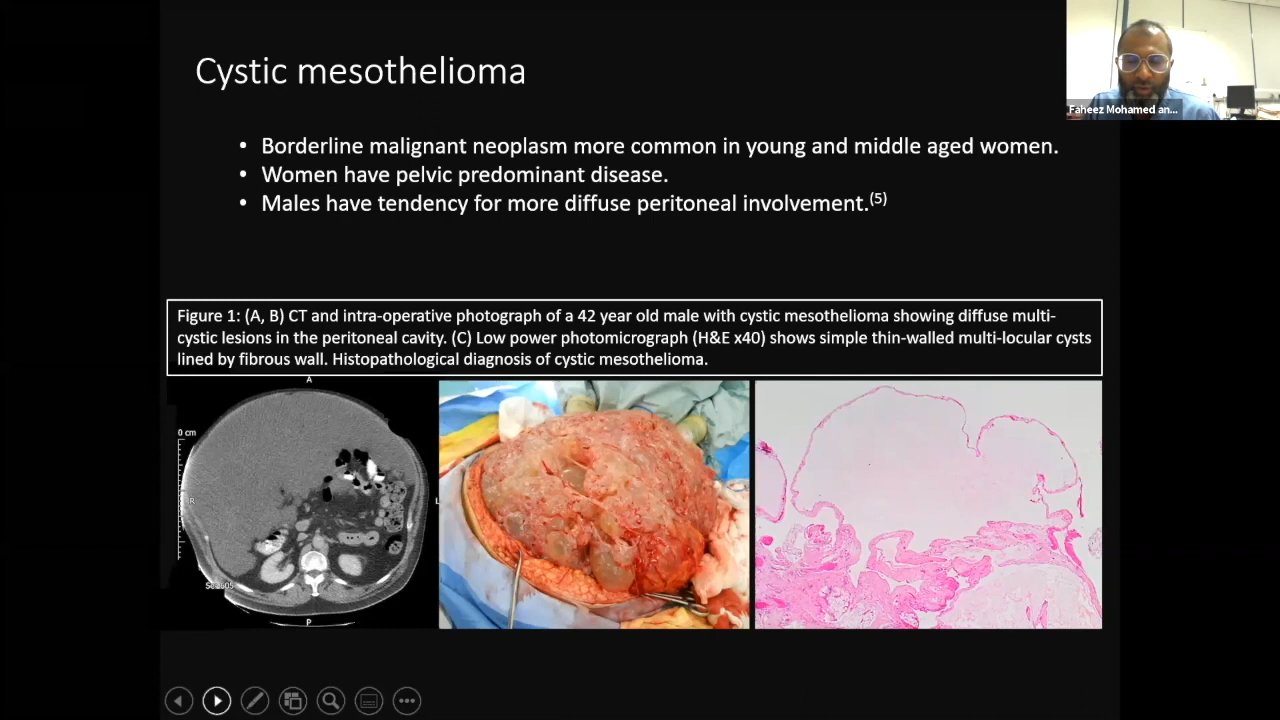 Cystic mesothelioma
Faheez Mohamed an...
• Borderline malignant neoplasm more common in young and middle aged women.
• Women have pelvic predominant disease.
• Males have tendency for more diffuse peritoneal involvement.(5)
Figure 1: (A, B) CT and intra-operative photograph of a 42 year old male with cystic mesothelioma showing diffuse multi-
cystic lesions in the peritoneal cavity. (C) Low power photomicrograph (H&E x40) shows simple thin-walled multi-locular cysts
lined by fibrous wall. Histopathological diagnosis of cystic mesothelioma.
A
0 cm
R
L
P